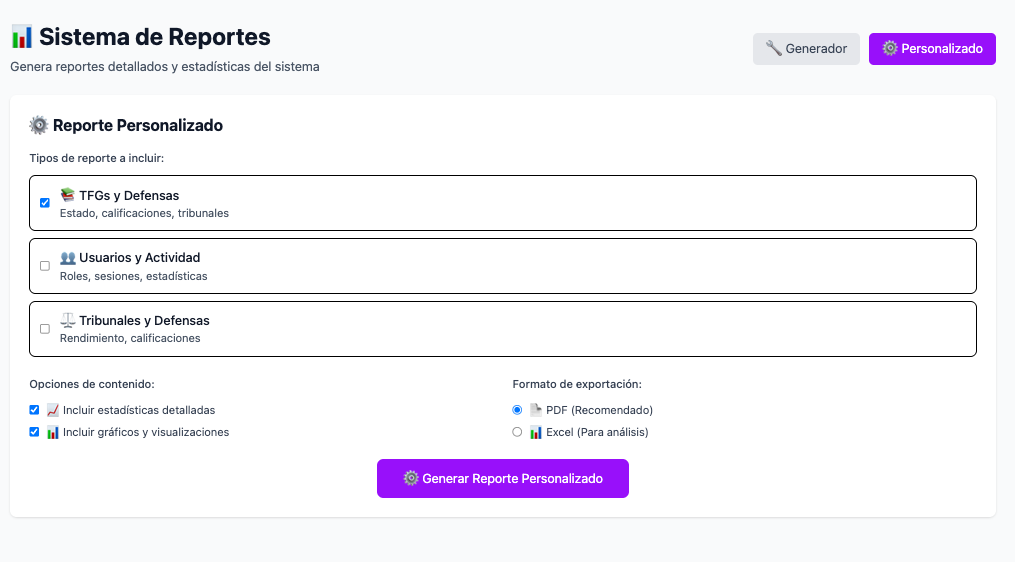 Sistema de Reportes
Genera reportes detallados y estadísticas del sistema
Generador
Personalizado
Reporte Personalizado
Tipos de reporte a incluir:
TFGs y Defensas
Estado, calificaciones, tribunales
Usuarios y Actividad
Roles, sesiones, estadísticas
Tribunales y Defensas
Rendimiento, calificaciones
Opciones de contenido:
Incluir estadísticas detalladas
Incluir gráficos y visualizaciones
Formato de exportación:
PDF (Recomendado)
Excel (Para análisis)
Generar Reporte Personalizado